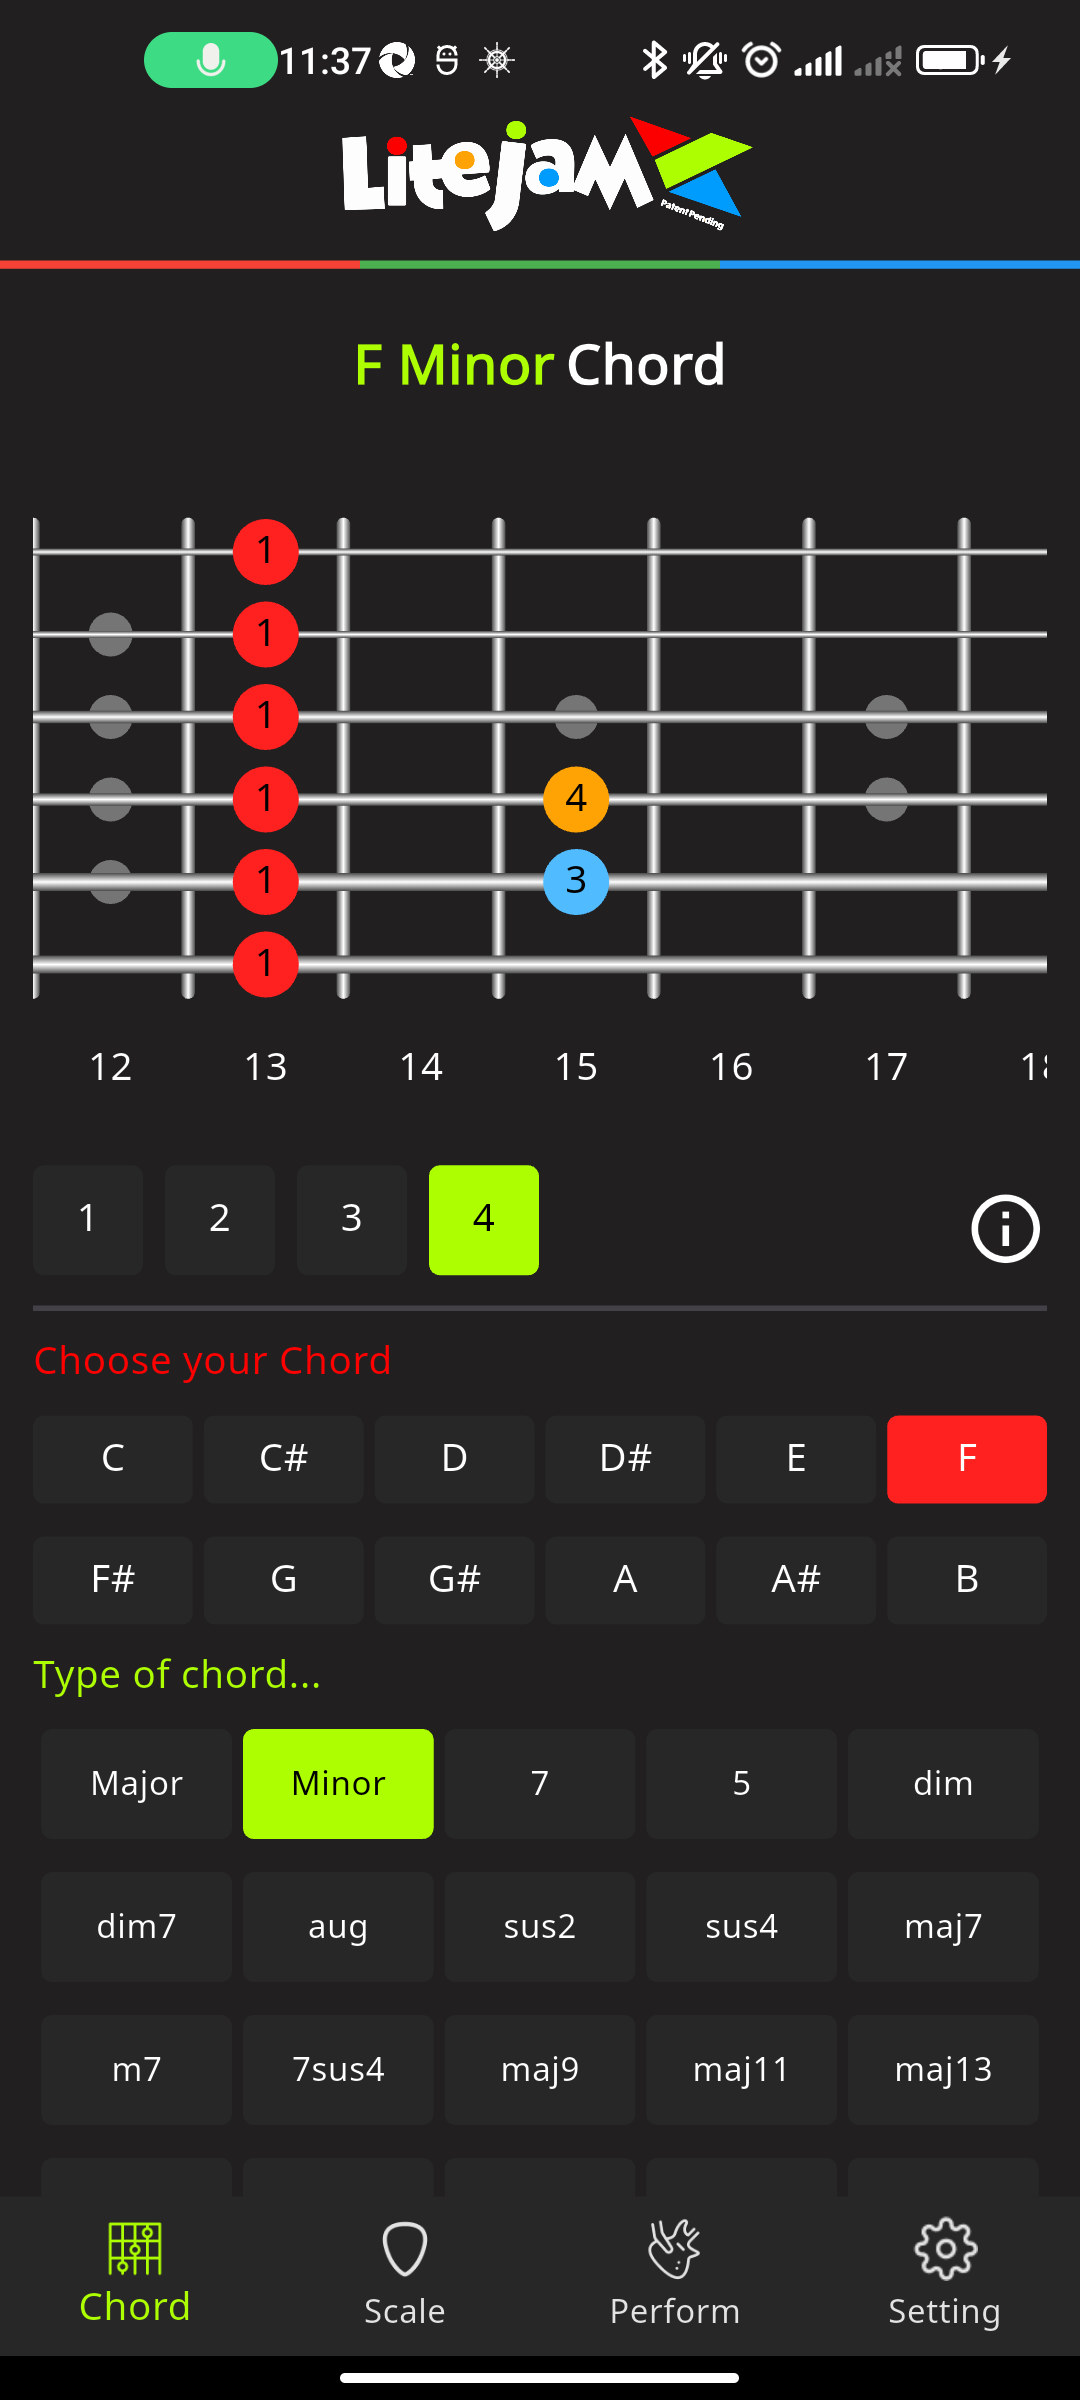 11:37
Litejam
Patent Pending
F Minor Chord
1
1
1
1 4
1 3
1
12 13 14 15 16 17 18
1 2 3 4
Choose your Chord
C C# D D# E F
F# G G# A A# B
Type of chord...
Major Minor 7 5 dim
dim7 aug sus2 sus4 maj7
m7 7sus4 maj9 maj11 maj13
Chord Scale Perform Setting